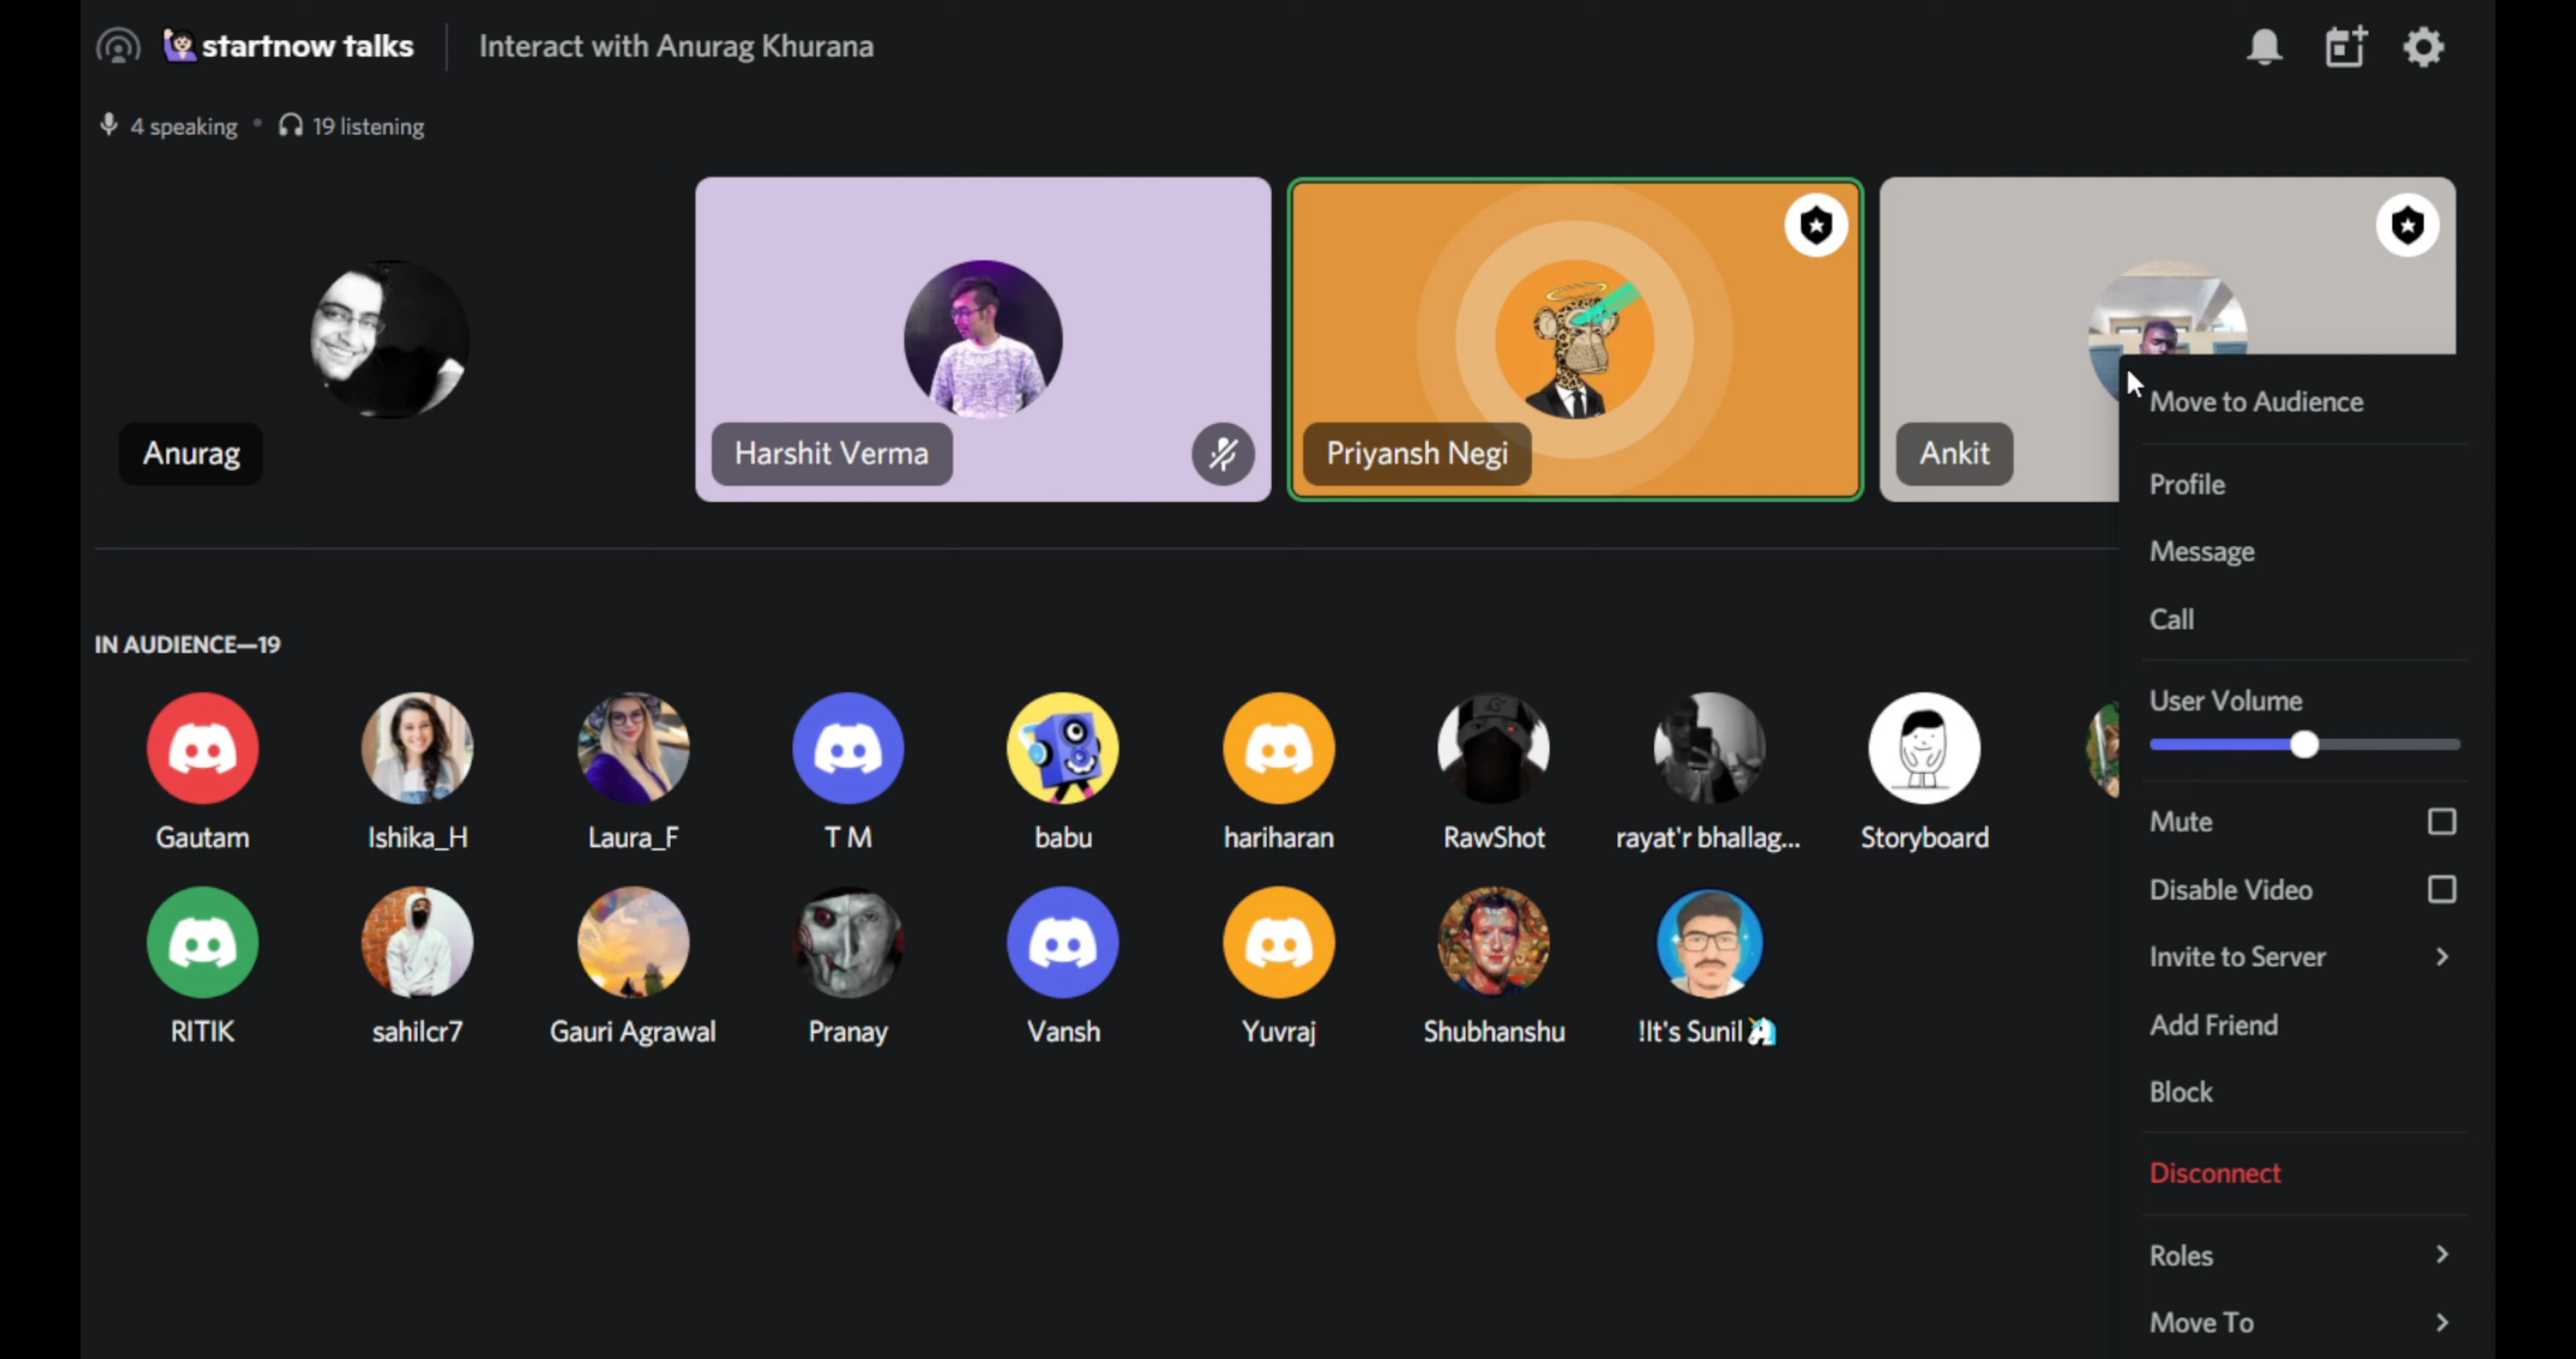 startnow talks Interact with Anurag Khurana
4 speaking • 19 listening
Anurag Harshit Verma Priyansh Negi Ankit
Move to Audience
Profile
Message
Call
IN AUDIENCE—19
User Volume
Gautam Ishika_H Laura_F T M babu hariharan RawShot rayat'r bhallag... Storyboard
Mute
Disable Video
Invite to Server
RITIK sahilcr7 Gauri Agrawal Pranay Vansh Yuvraj Shubhanshu !It's Sunil🦄
Add Friend
Block
Disconnect
Roles
Move To